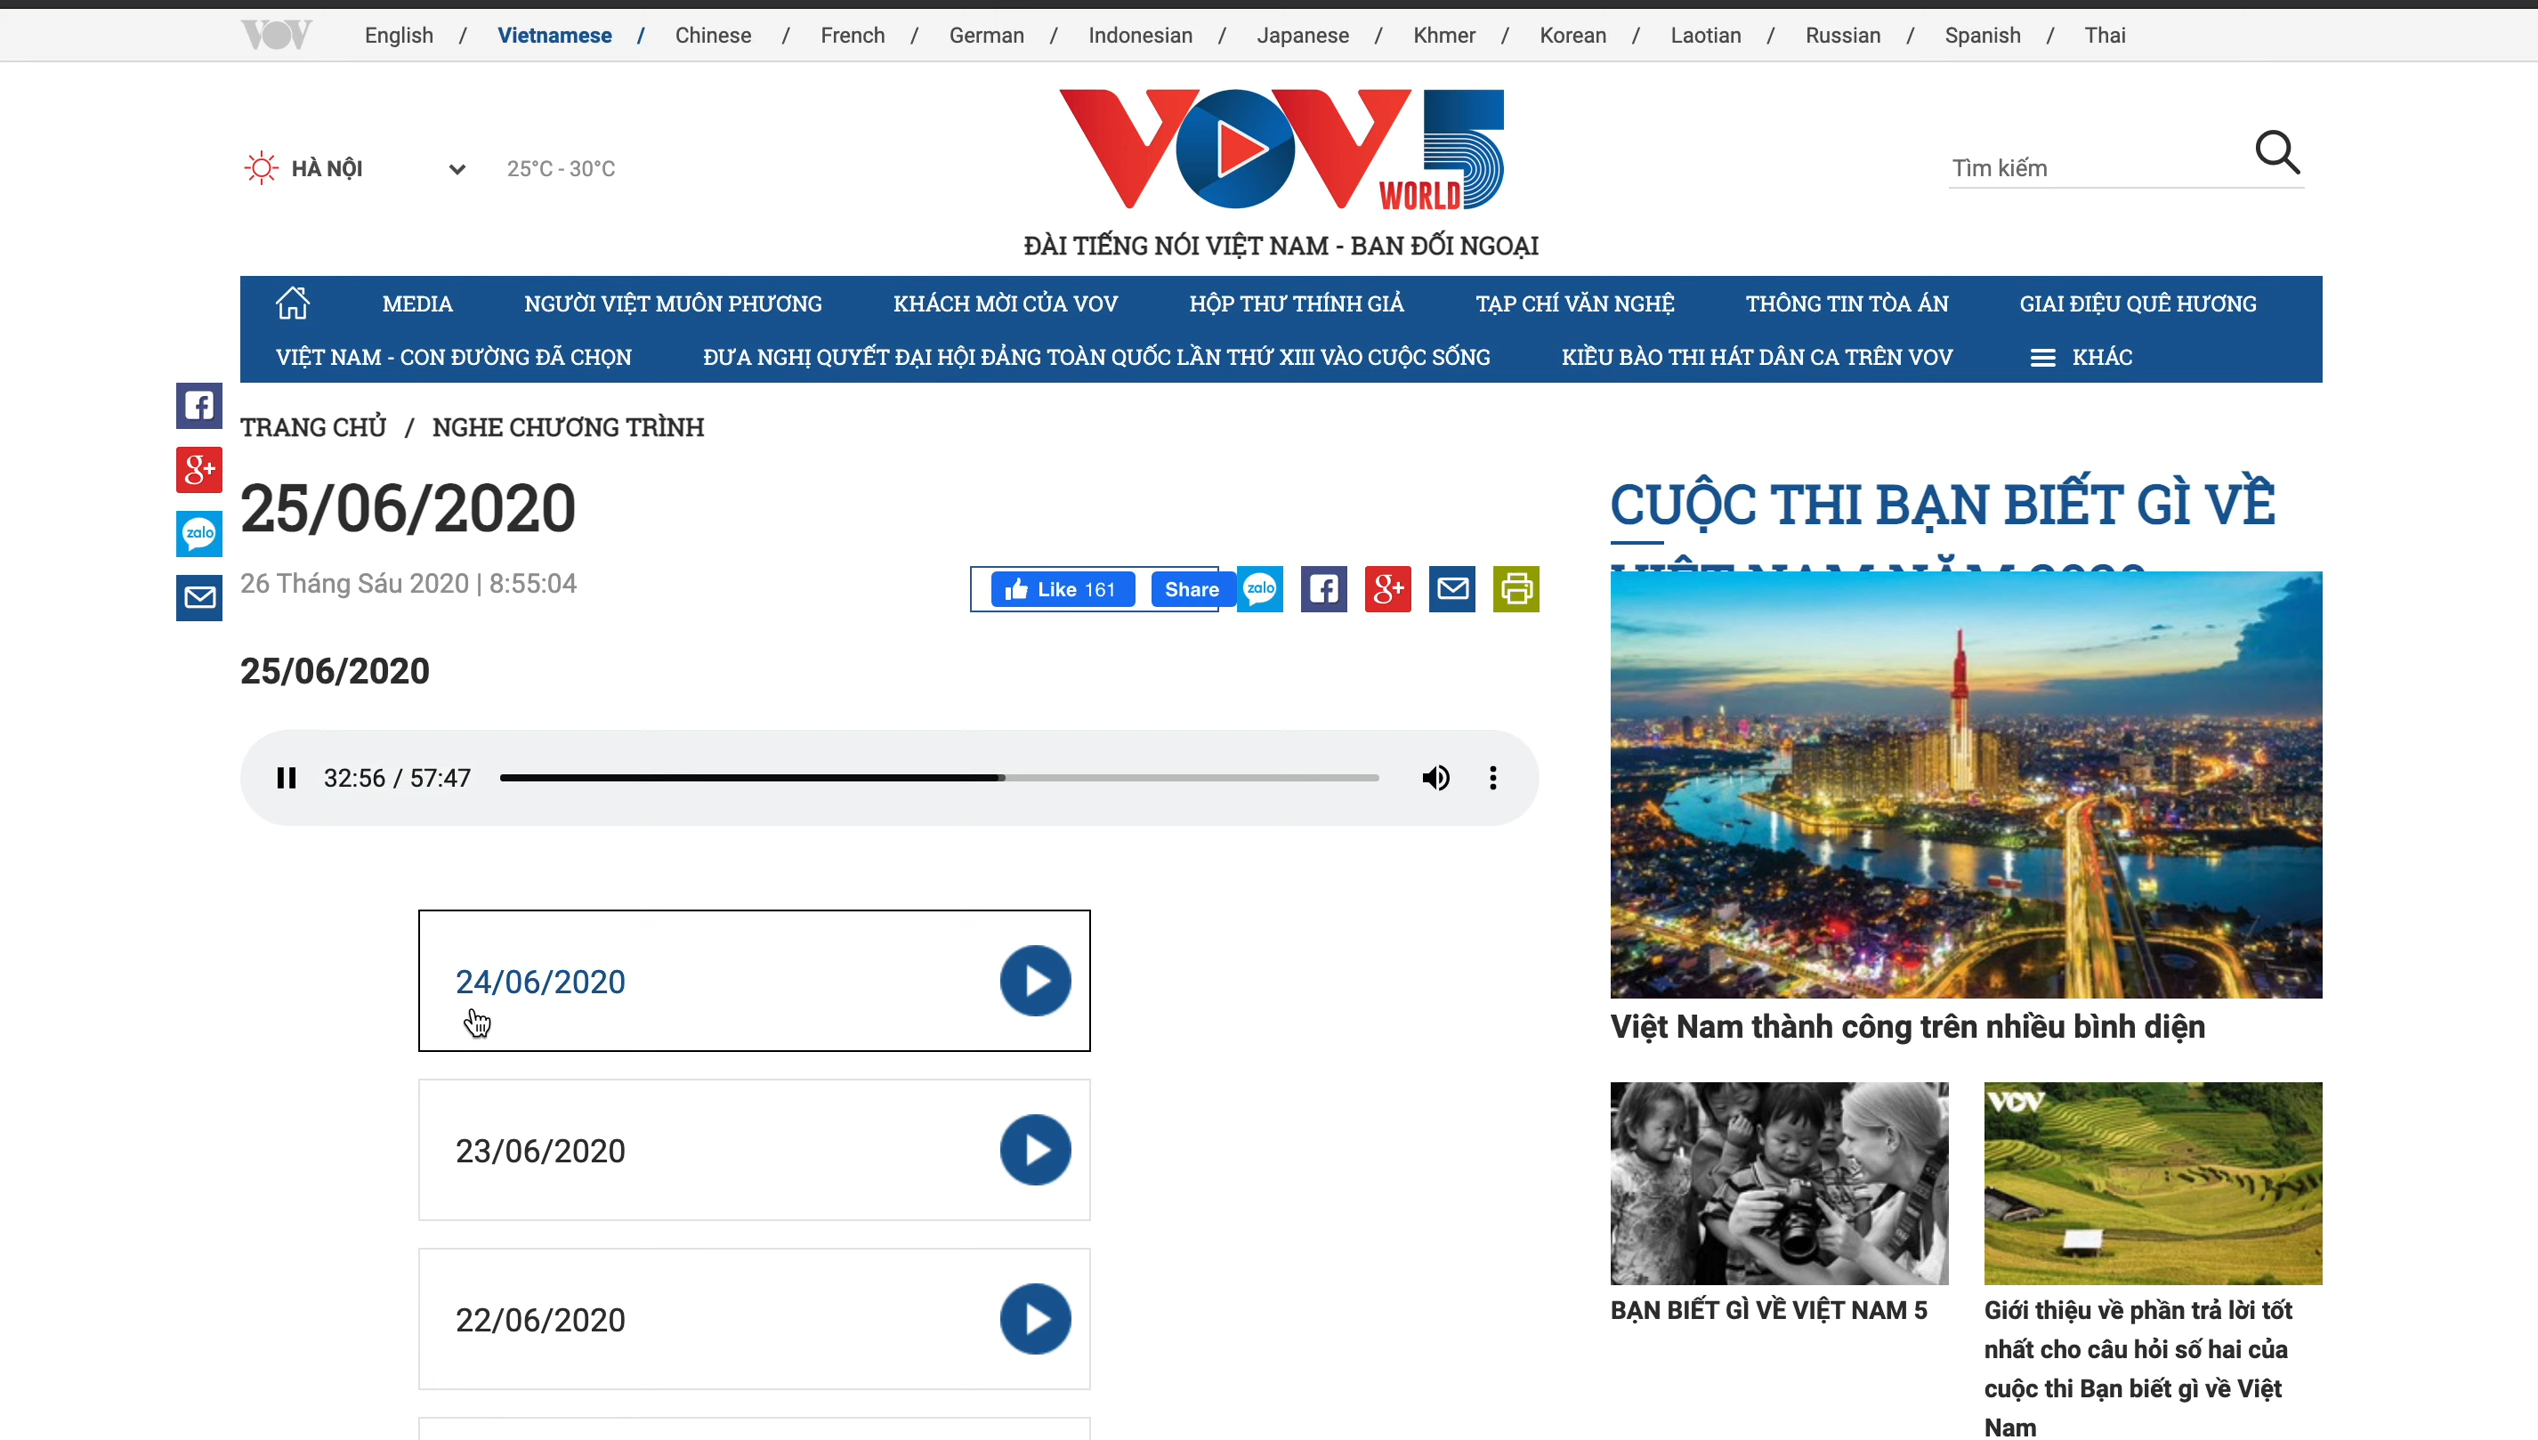 VOV English / Vietnamese / Chinese / French / German / Indonesian / Japanese / Khmer / Korean / Laotian / Russian / Spanish / Thai
VOV5
WORLD
HÀ NỘI 25°C - 30°C
Tìm kiếm
ĐÀI TIẾNG NÓI VIỆT NAM - BAN ĐỐI NGOẠI
MEDIA NGƯỜI VIỆT MUÔN PHƯƠNG KHÁCH MỜI CỦA VOV HỘP THƯ THÍNH GIẢ TẠP CHÍ VĂN NGHỆ THÔNG TIN TÒA ÁN GIAI ĐIỆU QUÊ HƯƠNG
VIỆT NAM - CON ĐƯỜNG ĐÃ CHỌN ĐƯA NGHỊ QUYẾT ĐẠI HỘI ĐẢNG TOÀN QUỐC LẦN THỨ XIII VÀO CUỘC SỐNG KIỀU BÀO THI HÁT DÂN CA TRÊN VOV KHÁC
TRANG CHỦ / NGHE CHƯƠNG TRÌNH
g+
zalo
25/06/2020
26 Tháng Sáu 2020 | 8:55:04
Like 161 Share zalo g+
25/06/2020
32:56 / 57:47
24/06/2020
23/06/2020
22/06/2020
CUỘC THI BẠN BIẾT GÌ VỀ
Việt Nam thành công trên nhiều bình diện
VOV
BẠN BIẾT GÌ VỀ VIỆT NAM 5
Giới thiệu về phần trả lời tốt
nhất cho câu hỏi số hai của
cuộc thi Bạn biết gì về Việt
Nam